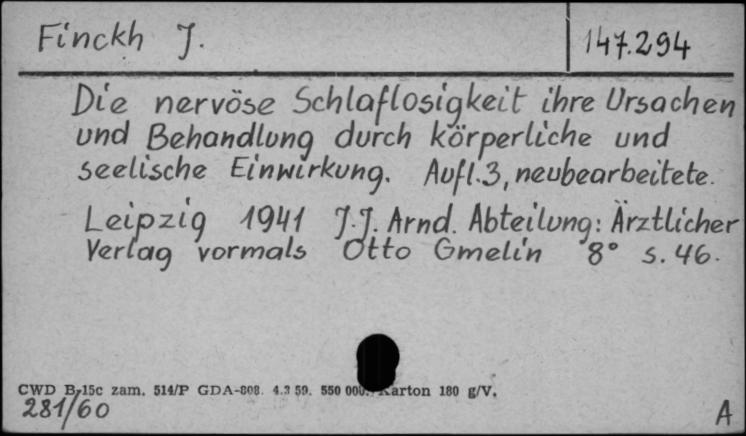 Finckh J.
147.294
Die nervöse Schlaflosigkeit ihre Ursachen
und Behandlung durch körperliche und
seelische Einwirkung. Aufl.3, neubearbeitete.
Leipzig 1941 J.J. Arnd. Abteilung: Ärztlicher
Verlag vormals Otto Gmelin 8° s. 46.
CWD B-15c zam. 514/P GDA-808. 4.3 59. 550 000. Karton 180 g/V.
281/60
A